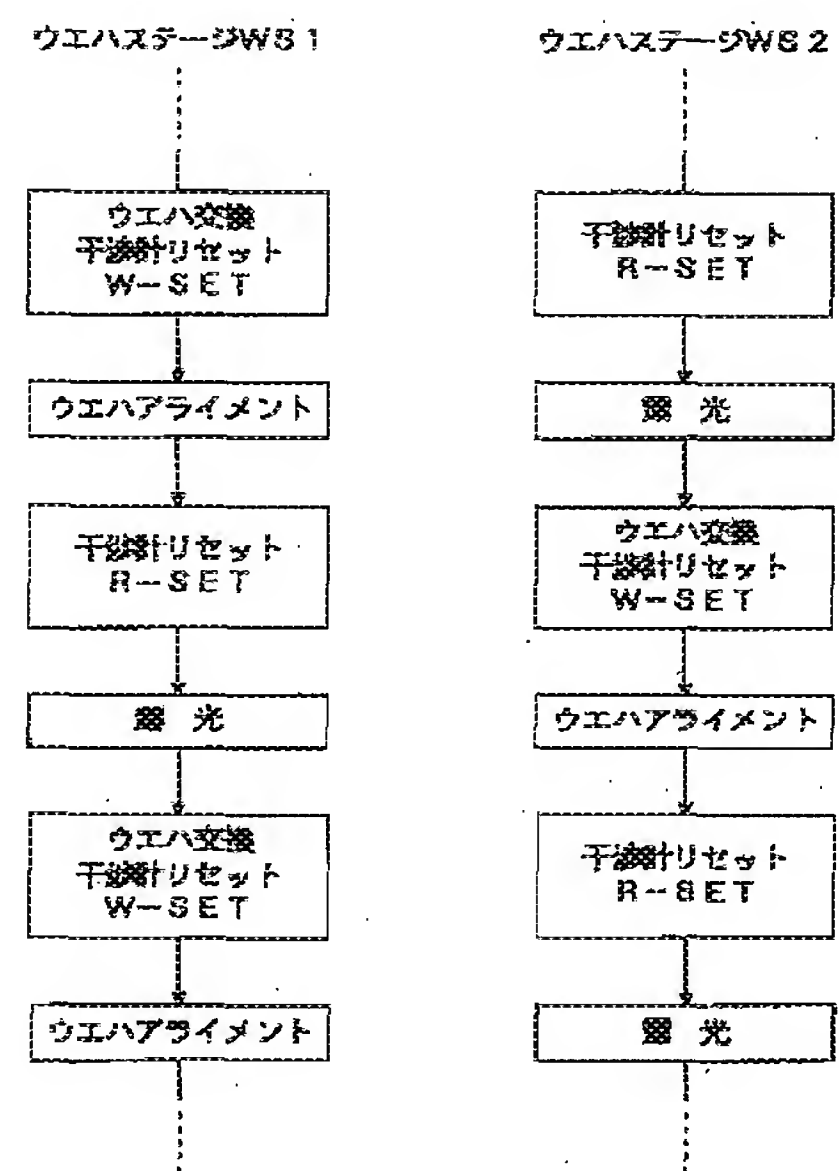 ウエハステージWS1
ウエハ交換
干渉計リセット
W-SET
ウエハアライメント
干渉計リセット
R-SET
露 光
ウエハ交換
干渉計リセット
W-SET
ウエハアライメント
ウエハステージWS2
干渉計リセット
R-SET
露 光
ウエハ交換
干渉計リセット
W-SET
ウエハアライメント
干渉計リセット
R-SET
露 光